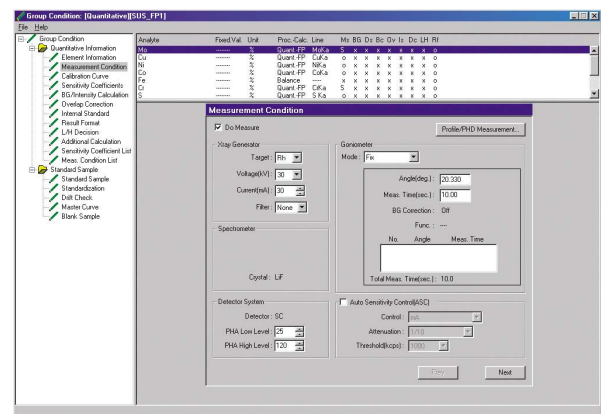 Group Condition: [Quantitative][SUS_FP1]
File Help
Group Condition
Quantitative Information
Element Information
Measurement Condition
Calibration Curve
Sensitivity Coefficients
BG/Intensity Calculation
Overlap Correction
Internal Standard
Result Format
L/H Decision
Additional Calculation
Sensitivity Coefficient List
Meas. Condition List
Standard Sample
Standard Sample
Standardization
Drift Check
Master Curve
Blank Sample
Analyte Fixed.Val. Unit Proc.-Calc. Line Ms BG Ds Bc Ov Is Dc LH Rf
Mo ------- % Quant.-FP MoKa S x x x x x x x o
Cu ------- % Quant.-FP CuKa o x x x x x x x o
Ni ------- % Quant.-FP NiKa o x x x x x x x o
Co ------- % Quant.-FP CoKa o x x x x x x x o
Fe ------- % Balance ---- x x x x x x x x o
Cr ------- % Quant.-FP CrKa S x x x x x x x o
S ------- % Quant.-FP S Ka o x x x x x x x o
Measurement Condition
Do Measure
Profile/PHD Measurement...
Xray Generator
Target : Rh
Voltage(kV) : 30
Current(mA) : 30
Filter : None
Spectrometer
Crystal : LiF
Detector System
Detector : SC
PHA Low Level : 25
PHA High Level : 120
Goniometer
Mode : Fix
Angle(deg.) : 20.330
Meas. Time(sec.) : 10.00
BG Correction : Off
Func. : ----
No. Angle Meas. Time
Total Meas. Time(sec.) : 10.0
Auto Sensitivity Control(ASC)
Control : mA
Attenuation : 1/10
Threshold(kcps) : 1000
Prev Next